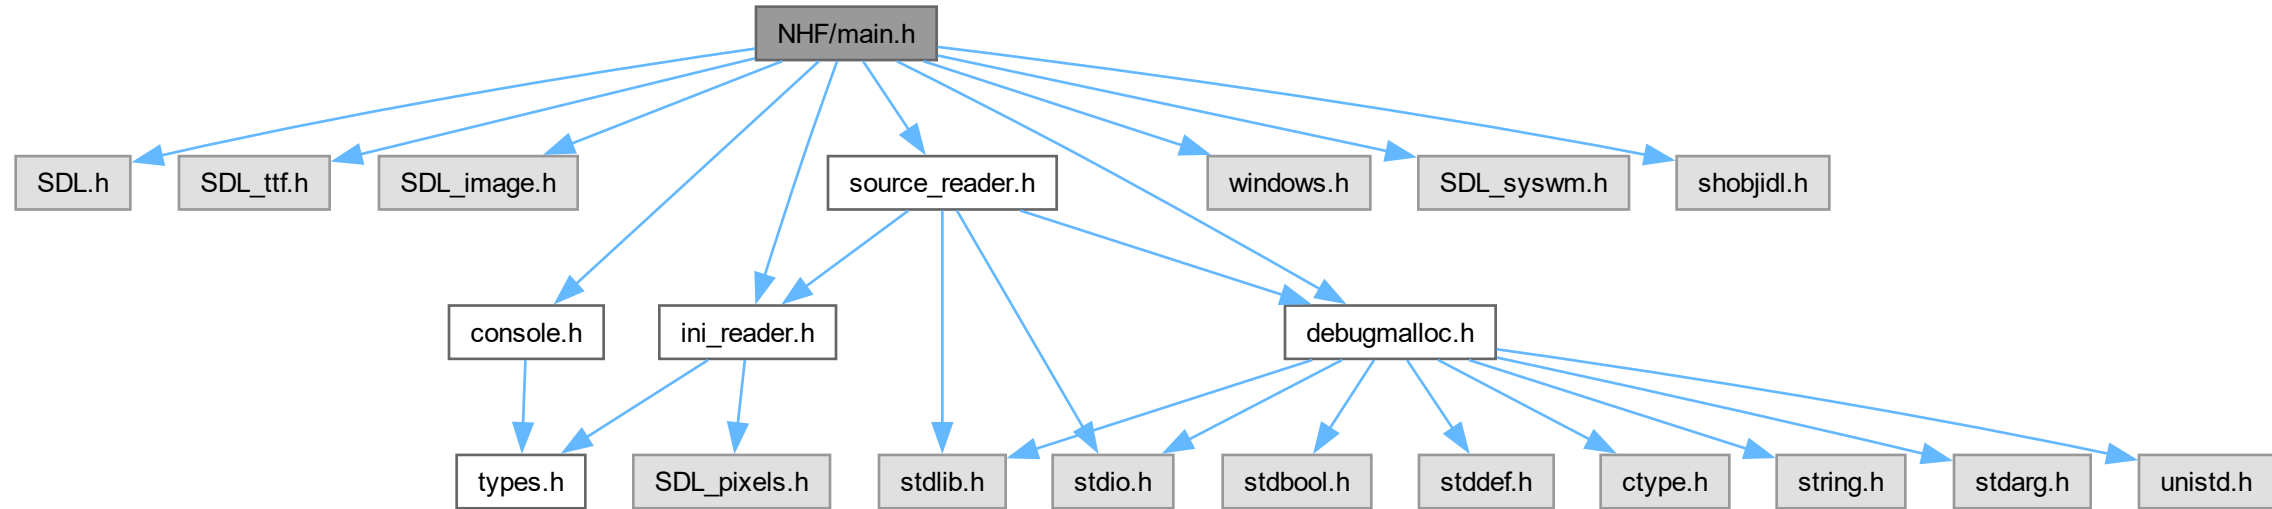 NHF/main.h
SDL.h
SDL_ttf.h
SDL_image.h
source_reader.h
windows.h
SDL_syswm.h
shobjidl.h
console.h
ini_reader.h
debugmalloc.h
types.h
SDL_pixels.h
stdlib.h
stdio.h
stdbool.h
stddef.h
ctype.h
string.h
stdarg.h
unistd.h